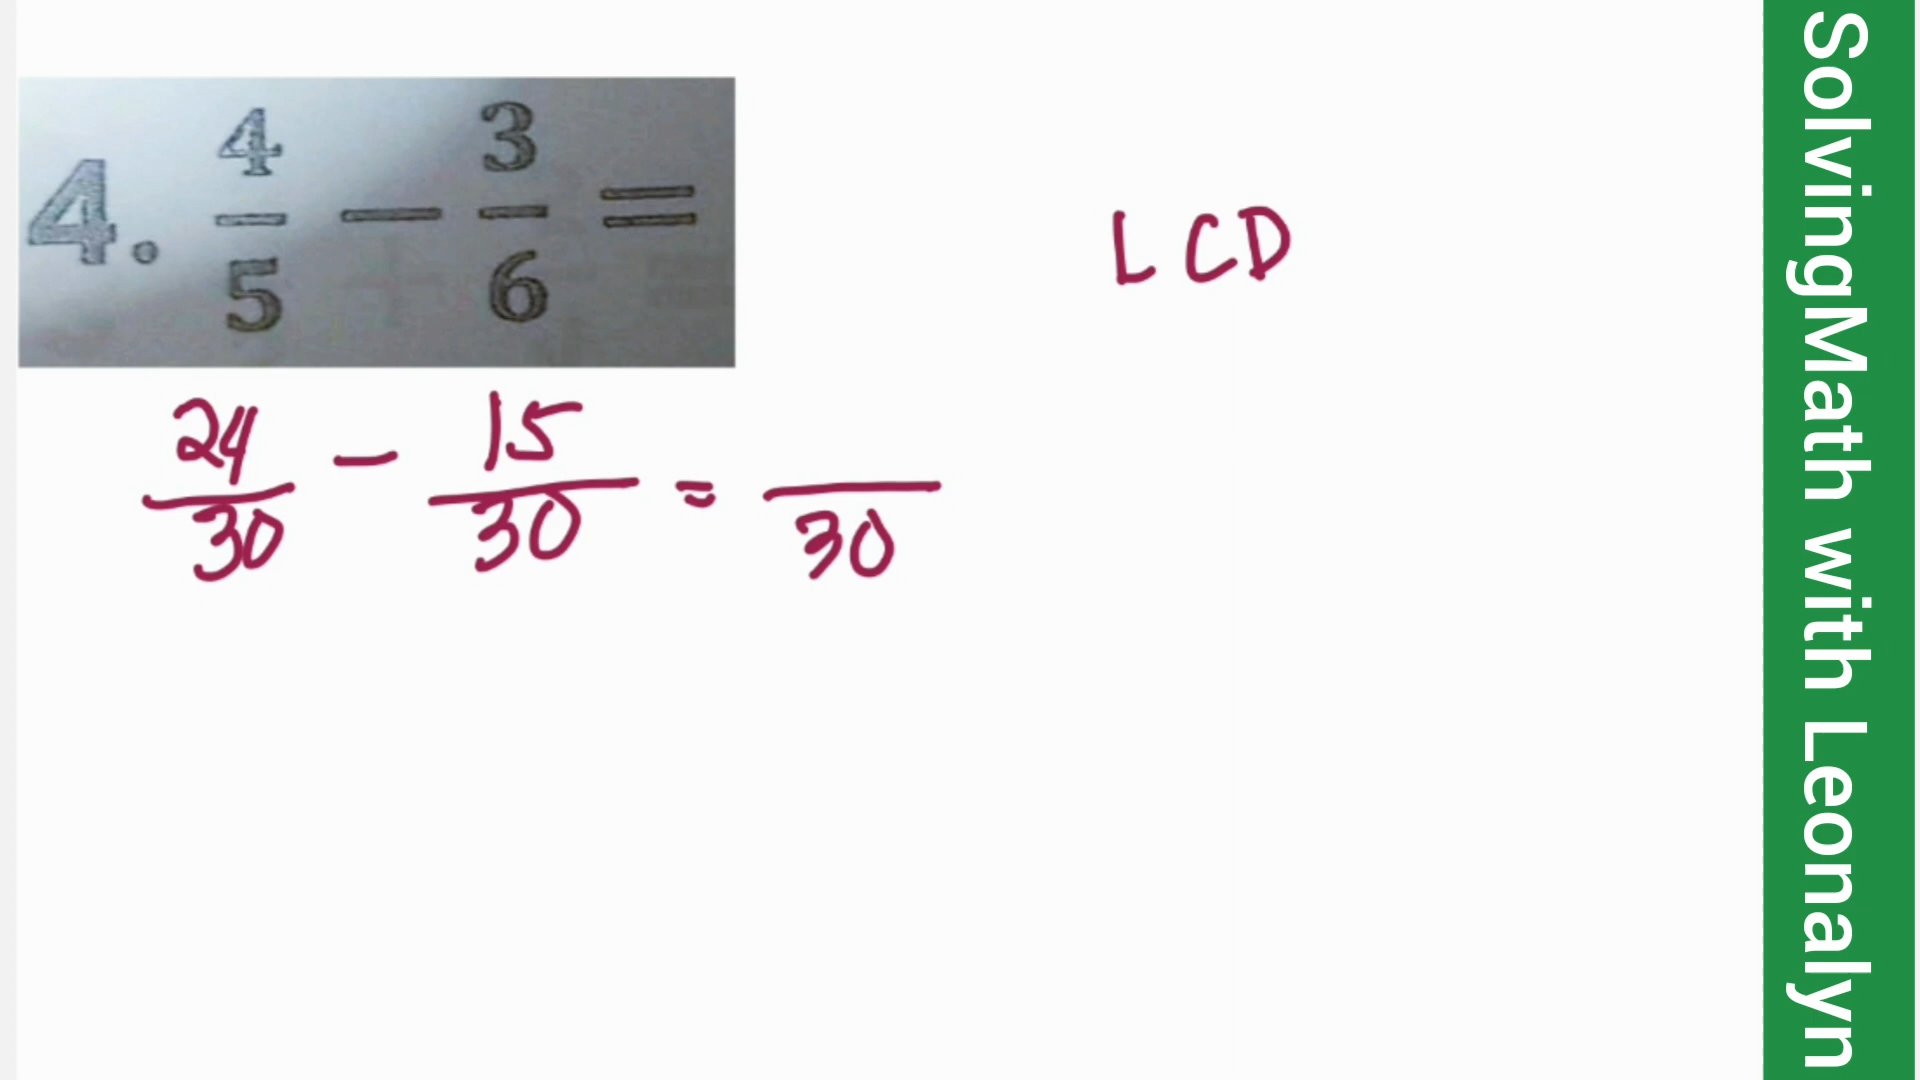 4. 4/5 − 3/6 =
LCD
24/30 − 15/30 = /30
SolvingMath with Leonalyn